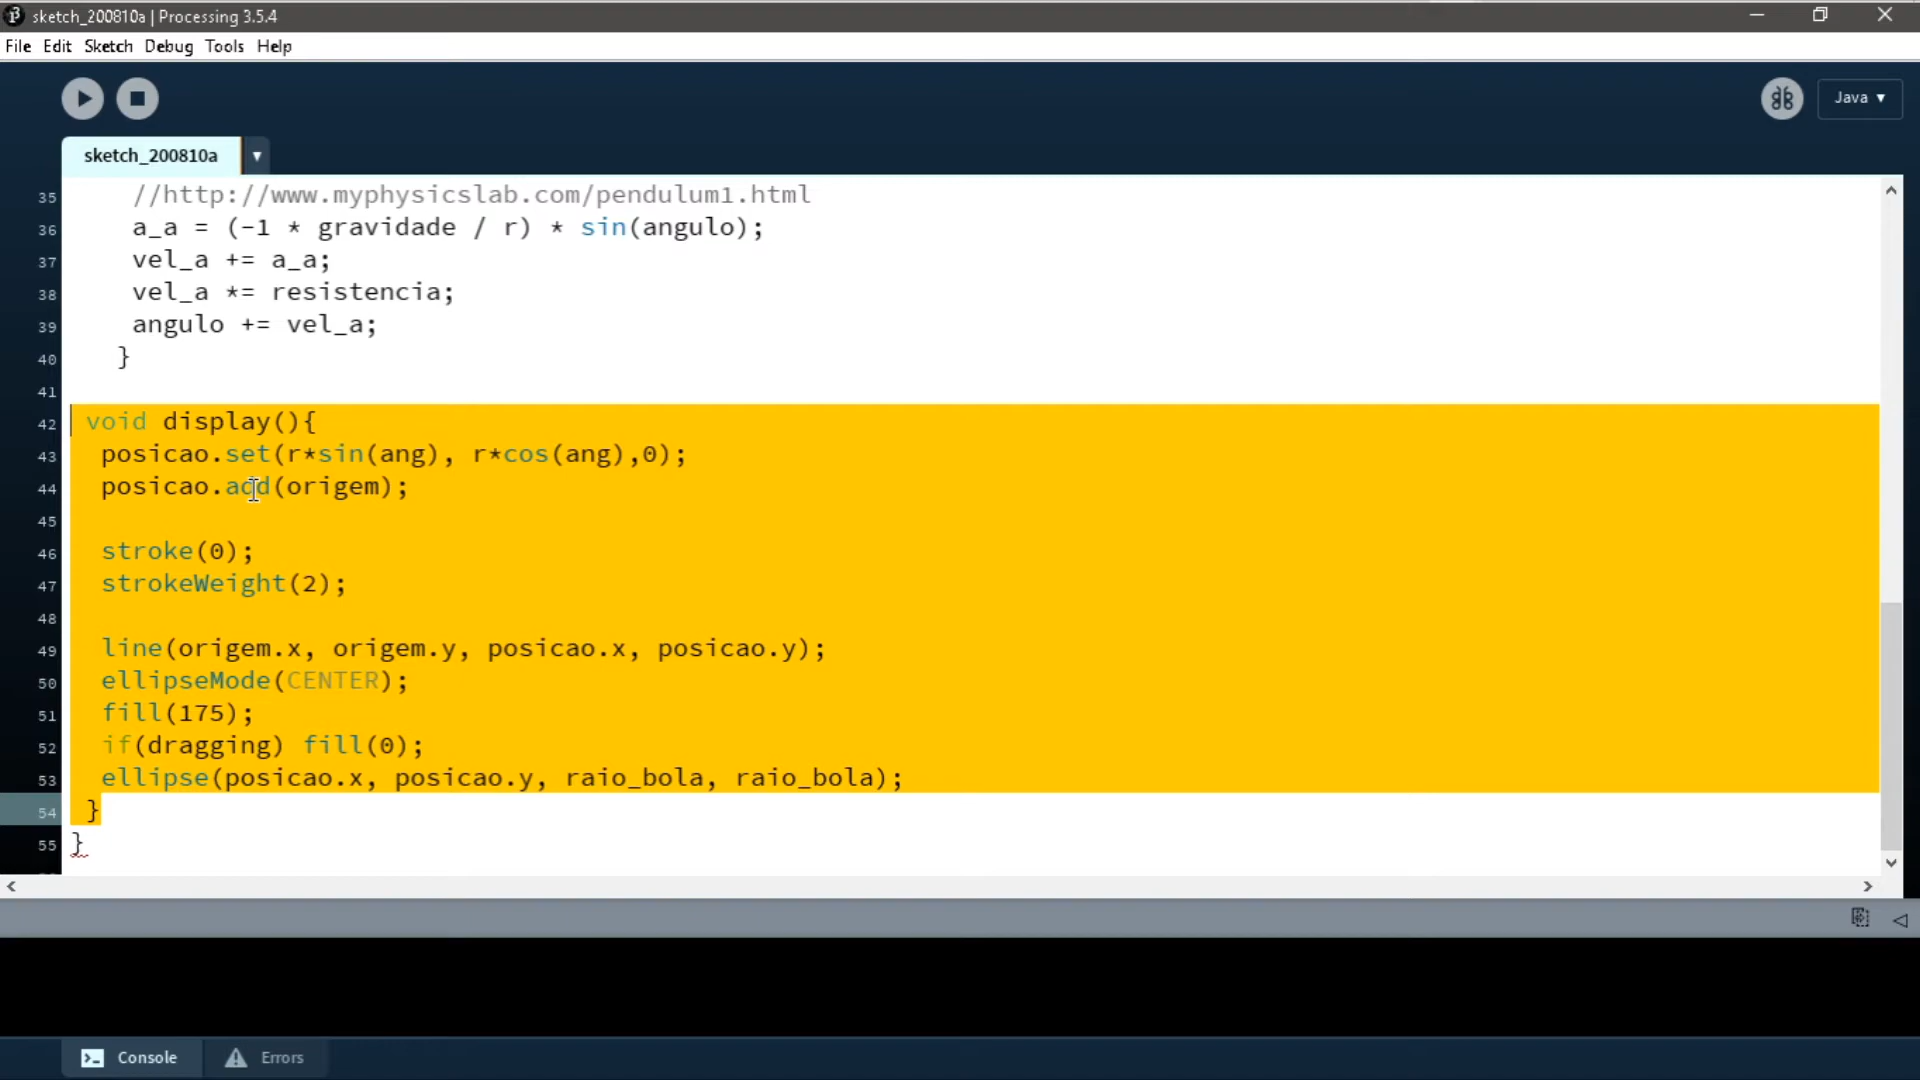 sketch_200810a | Processing 3.5.4
File Edit Sketch Debug Tools Help
Java ▾
sketch_200810a ▾
35 //http://www.myphysicslab.com/pendulum1.html
36 a_a = (-1 * gravidade / r) * sin(angulo);
37 vel_a += a_a;
38 vel_a *= resistencia;
39 angulo += vel_a;
40 }
41
42 void display(){
43 posicao.set(r*sin(ang), r*cos(ang),0);
44 posicao.add(origem);
45
46 stroke(0);
47 strokeWeight(2);
48
49 line(origem.x, origem.y, posicao.x, posicao.y);
50 ellipseMode(CENTER);
51 fill(175);
52 if(dragging) fill(0);
53 ellipse(posicao.x, posicao.y, raio_bola, raio_bola);
54 }
55 }
Console Errors